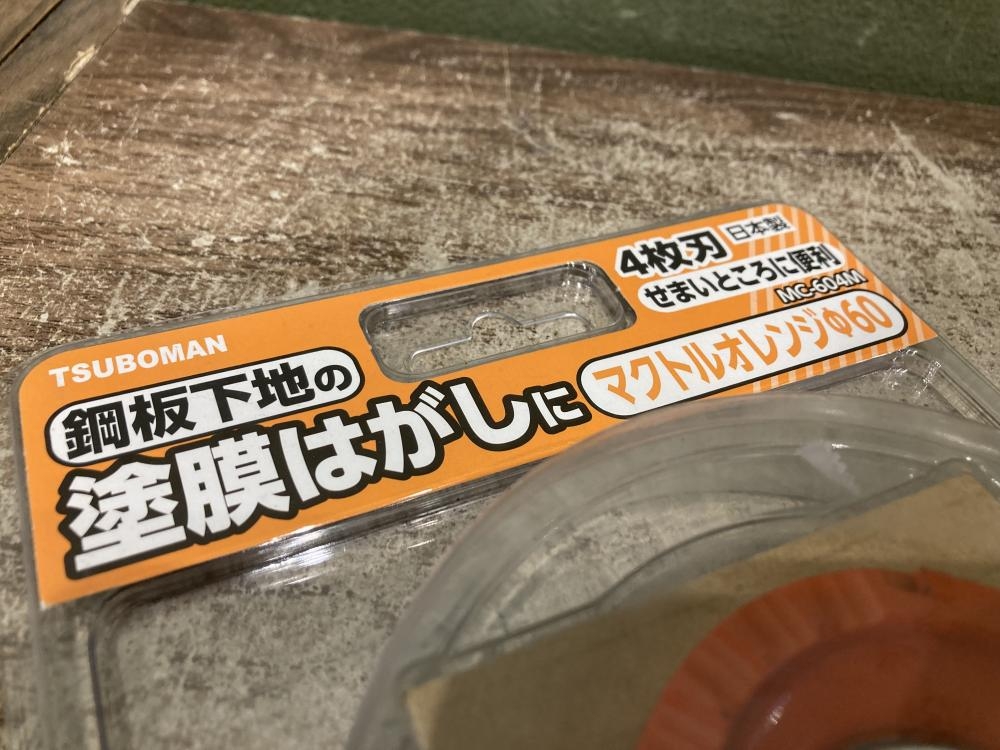 TSUBOMAN
鋼板下地の
塗膜はがしに
4枚刃 日本製
せまいところに便利
MC-604M
マクトルオレンジΦ60